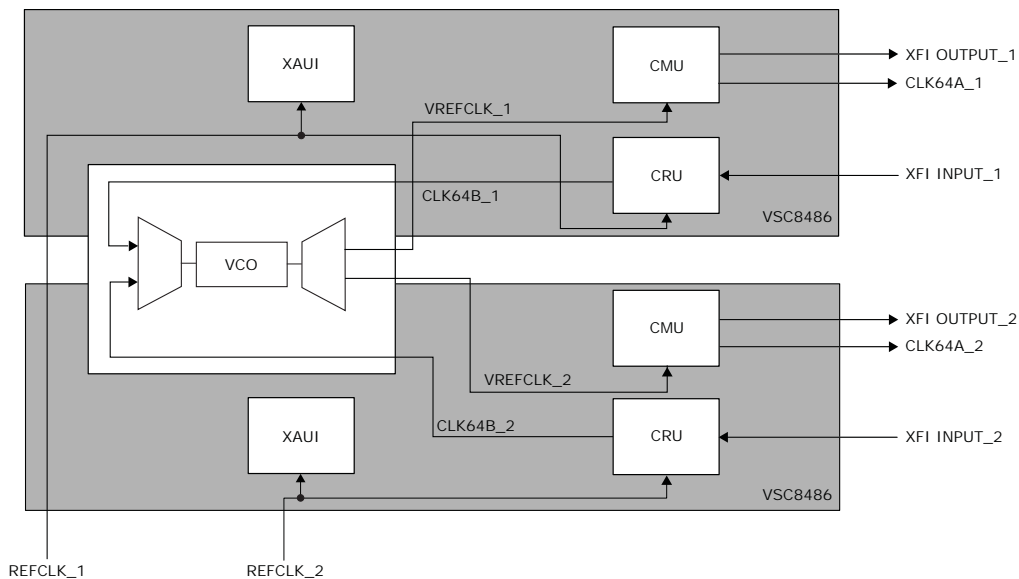 XAUI
CMU
XFI OUTPUT_1
CLK64A_1
VREFCLK_1
CRU
XFI INPUT_1
CLK64B_1
VSC8486
VCO
CMU
XFI OUTPUT_2
CLK64A_2
VREFCLK_2
XAUI
CLK64B_2
CRU
XFI INPUT_2
VSC8486
REFCLK_1
REFCLK_2